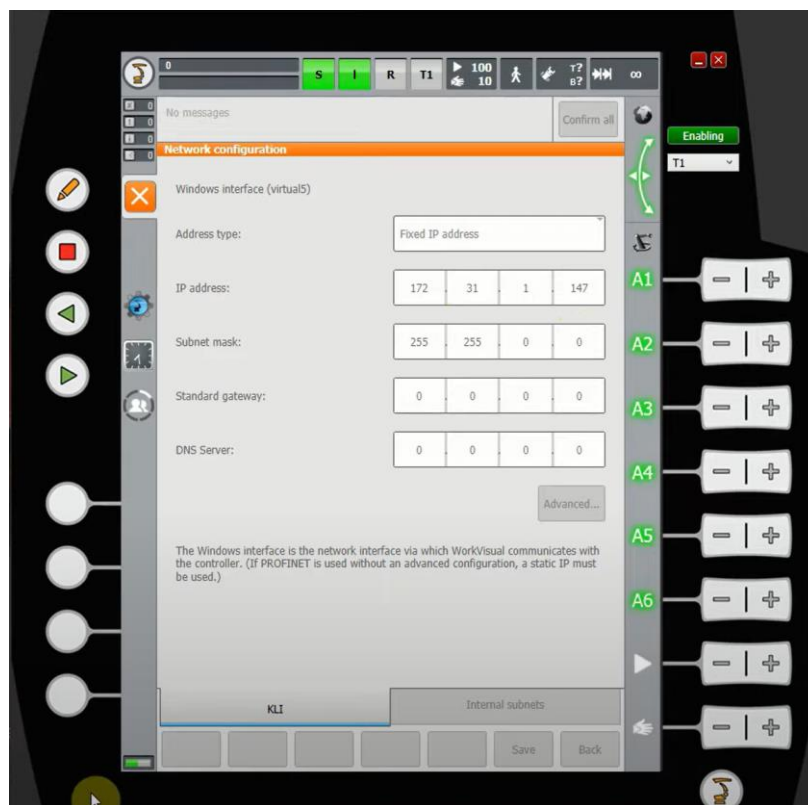 0
S I R T1 100 10 T? B? ∞
0
0
0
0
No messages
Confirm all
Enabling
T1
Network configuration
Windows interface (virtual5)
Address type: Fixed IP address
IP address: 172 . 31 . 1 . 147
Subnet mask: 255 . 255 . 0 . 0
Standard gateway: 0 . 0 . 0 . 0
DNS Server: 0 . 0 . 0 . 0
Advanced...
The Windows interface is the network interface via which WorkVisual communicates with
the controller. (If PROFINET is used without an advanced configuration, a static IP must
be used.)
KLI
Internal subnets
Save
Back
A1
A2
A3
A4
A5
A6